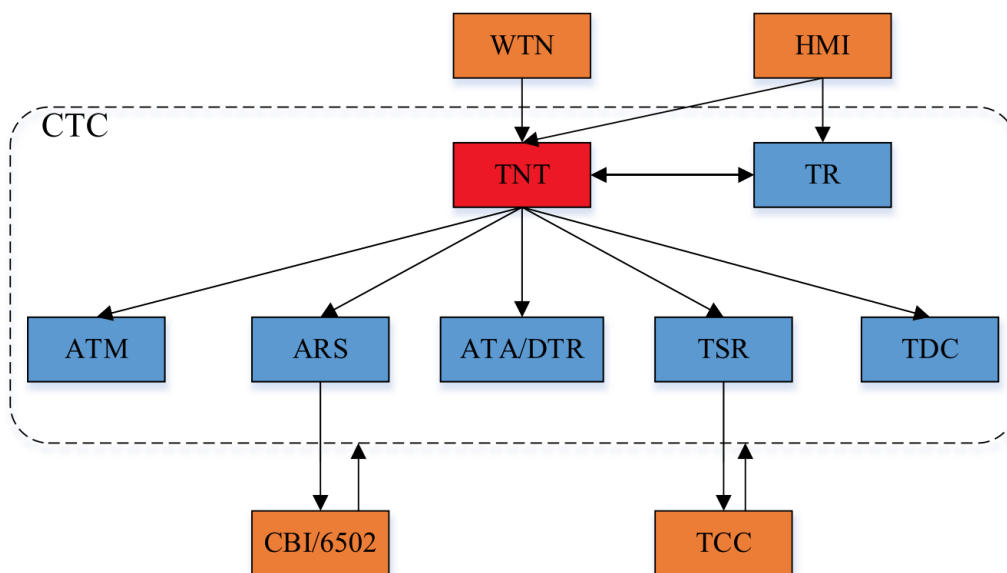 WTN
HMI
CTC
TNT
TR
ATM
ARS
ATA/DTR
TSR
TDC
CBI/6502
TCC